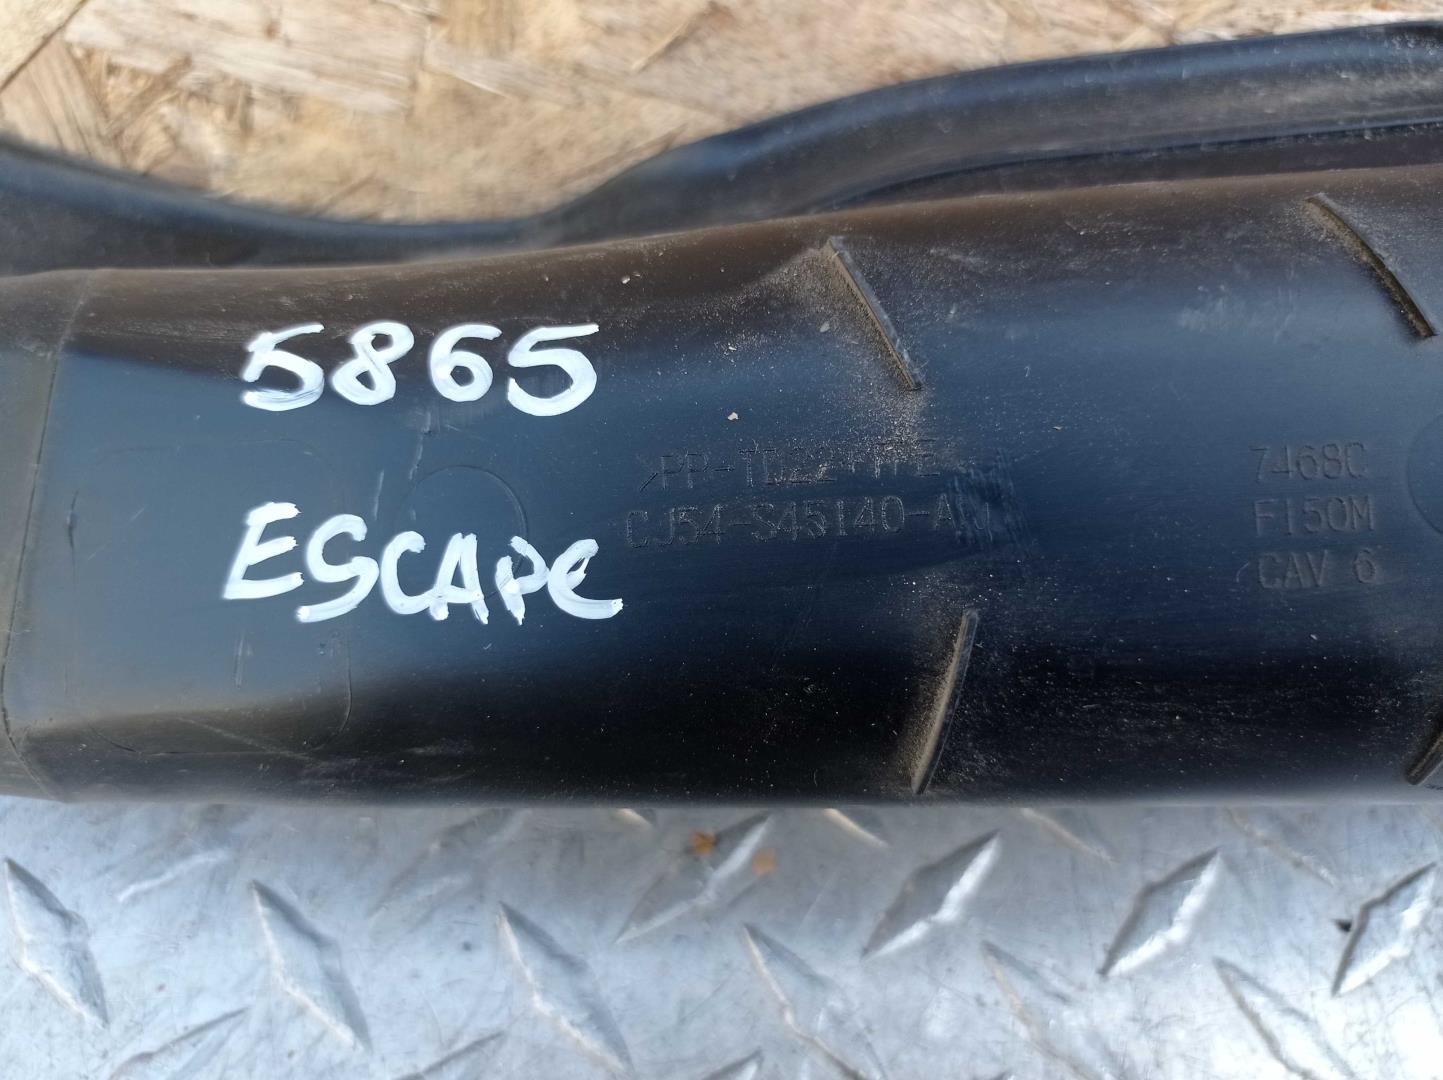 5865
ESCAPE
CJ54-S45140-A
7468C
F150M
CAV 6